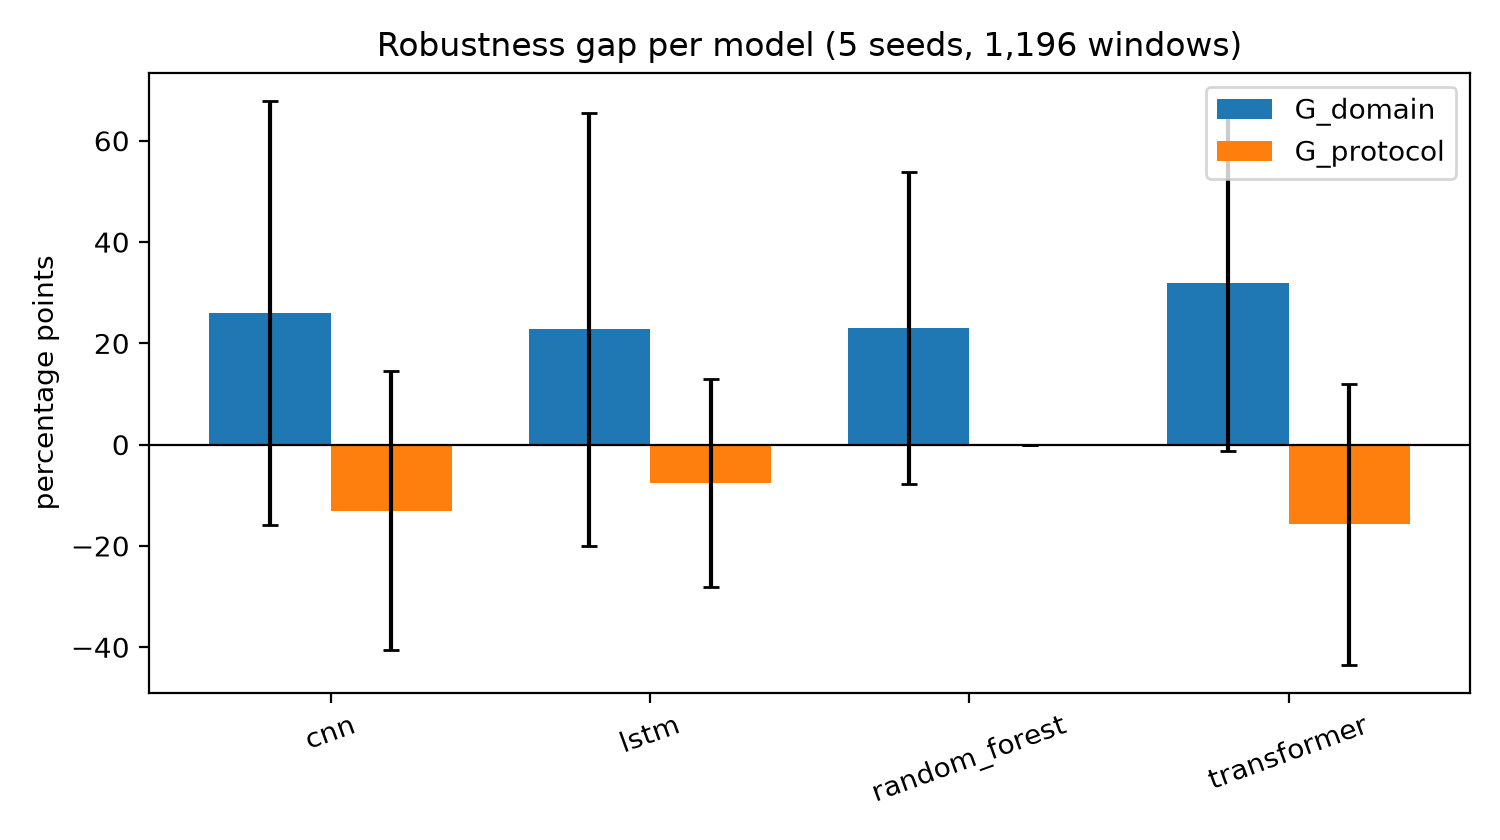 Robustness gap per model (5 seeds, 1,196 windows)
G_domain
G_protocol
percentage points
60
40
20
0
−20
−40
cnn
lstm
random_forest
transformer